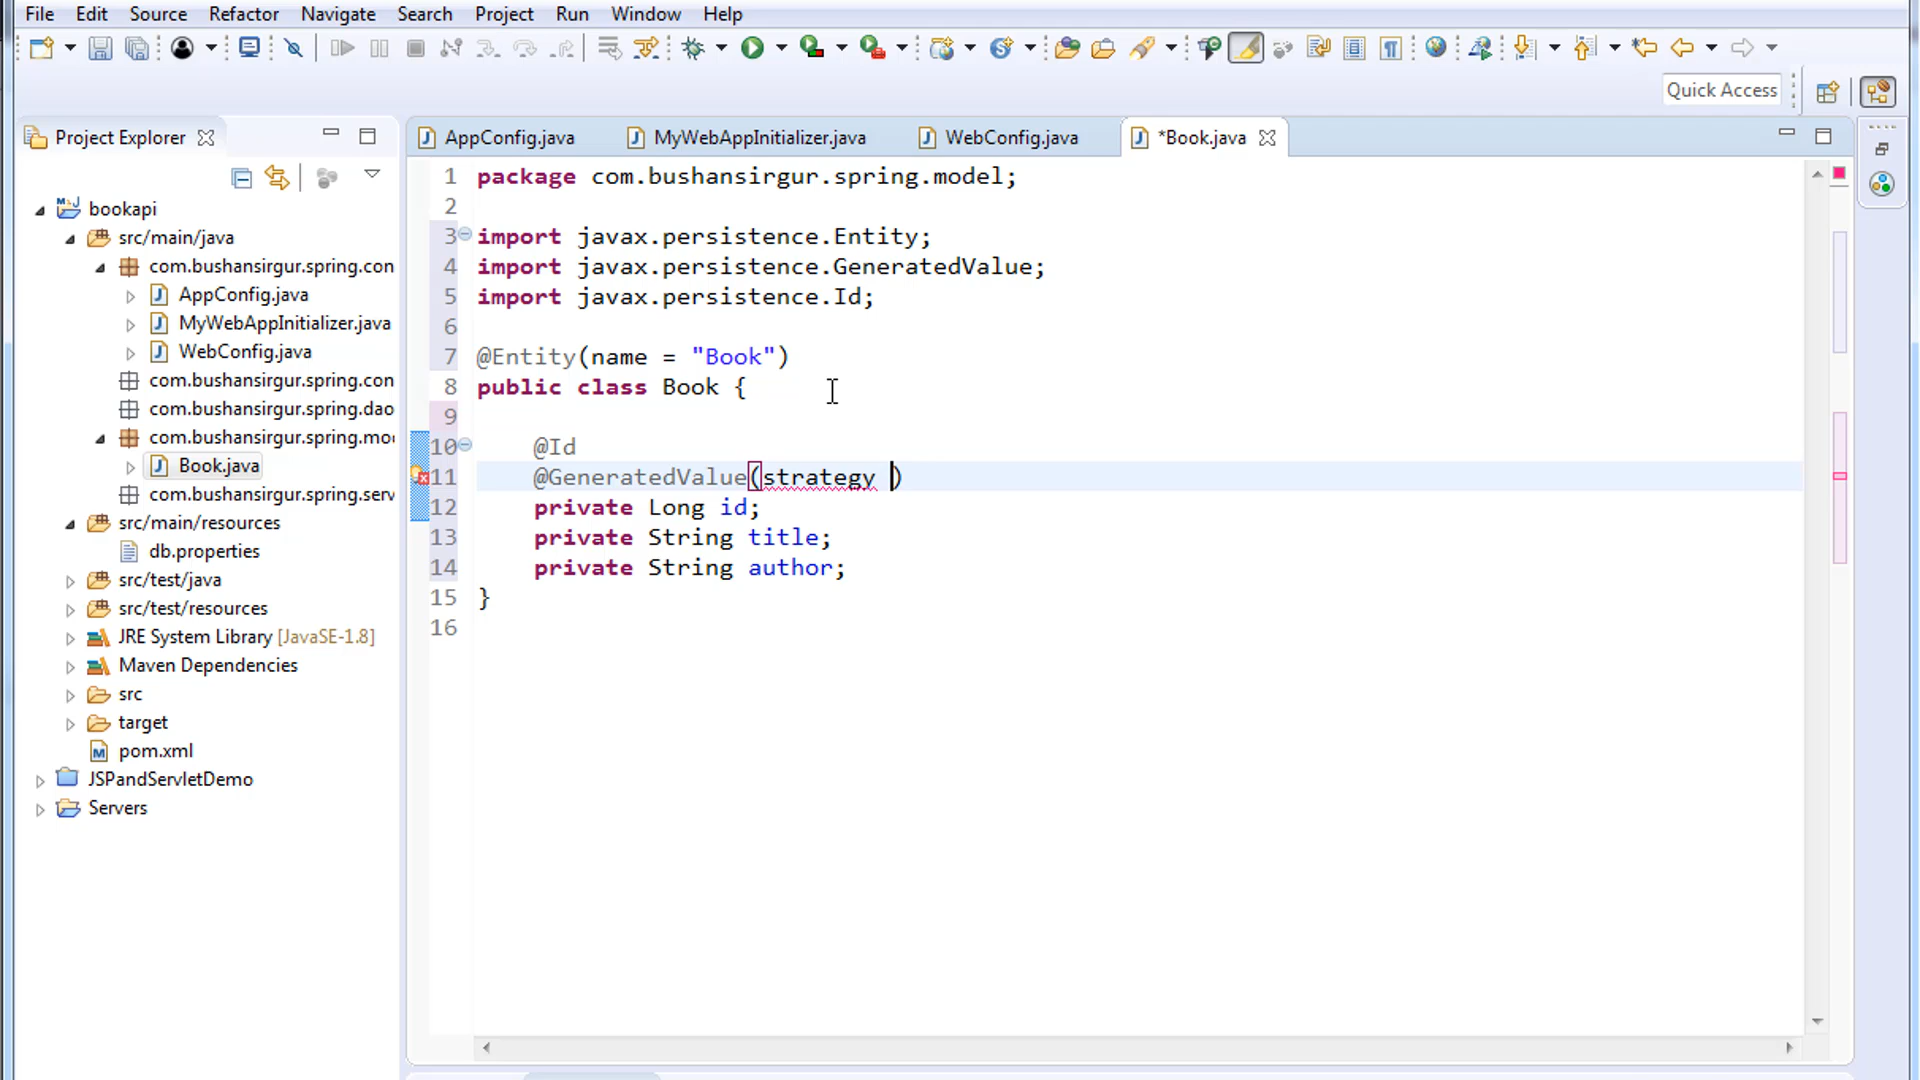 File Edit Source Refactor Navigate Search Project Run Window Help
Quick Access
Project Explorer
AppConfig.java MyWebAppInitializer.java WebConfig.java *Book.java
bookapi
src/main/java
com.bushansirgur.spring.con
AppConfig.java
MyWebAppInitializer.java
WebConfig.java
com.bushansirgur.spring.con
com.bushansirgur.spring.dao
com.bushansirgur.spring.mo
Book.java
com.bushansirgur.spring.serv
src/main/resources
db.properties
src/test/java
src/test/resources
JRE System Library [JavaSE-1.8]
Maven Dependencies
src
target
pom.xml
JSPandServletDemo
Servers
1 package com.bushansirgur.spring.model;
2
3 import javax.persistence.Entity;
4 import javax.persistence.GeneratedValue;
5 import javax.persistence.Id;
6
7 @Entity(name = "Book")
8 public class Book {
9
10 @Id
11 @GeneratedValue(strategy )
12 private Long id;
13 private String title;
14 private String author;
15 }
16